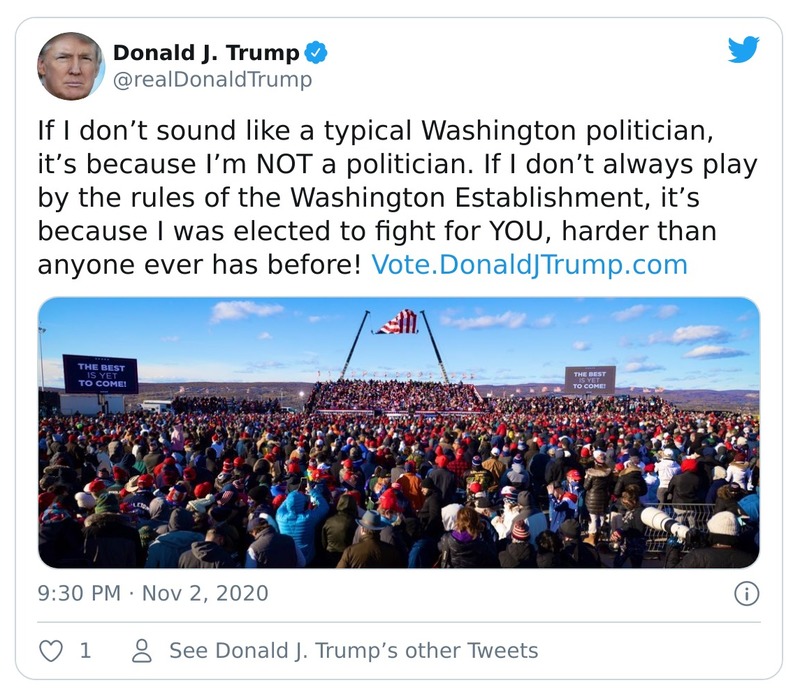 Donald J. Trump
@realDonaldTrump
If I don’t sound like a typical Washington politician,
it’s because I’m NOT a politician. If I don’t always play
by the rules of the Washington Establishment, it’s
because I was elected to fight for YOU, harder than
anyone ever has before! Vote.DonaldJTrump.com
THE BEST
IS YET
TO COME!
THE BEST
IS YET
TO COME!
9:30 PM · Nov 2, 2020
1
See Donald J. Trump’s other Tweets